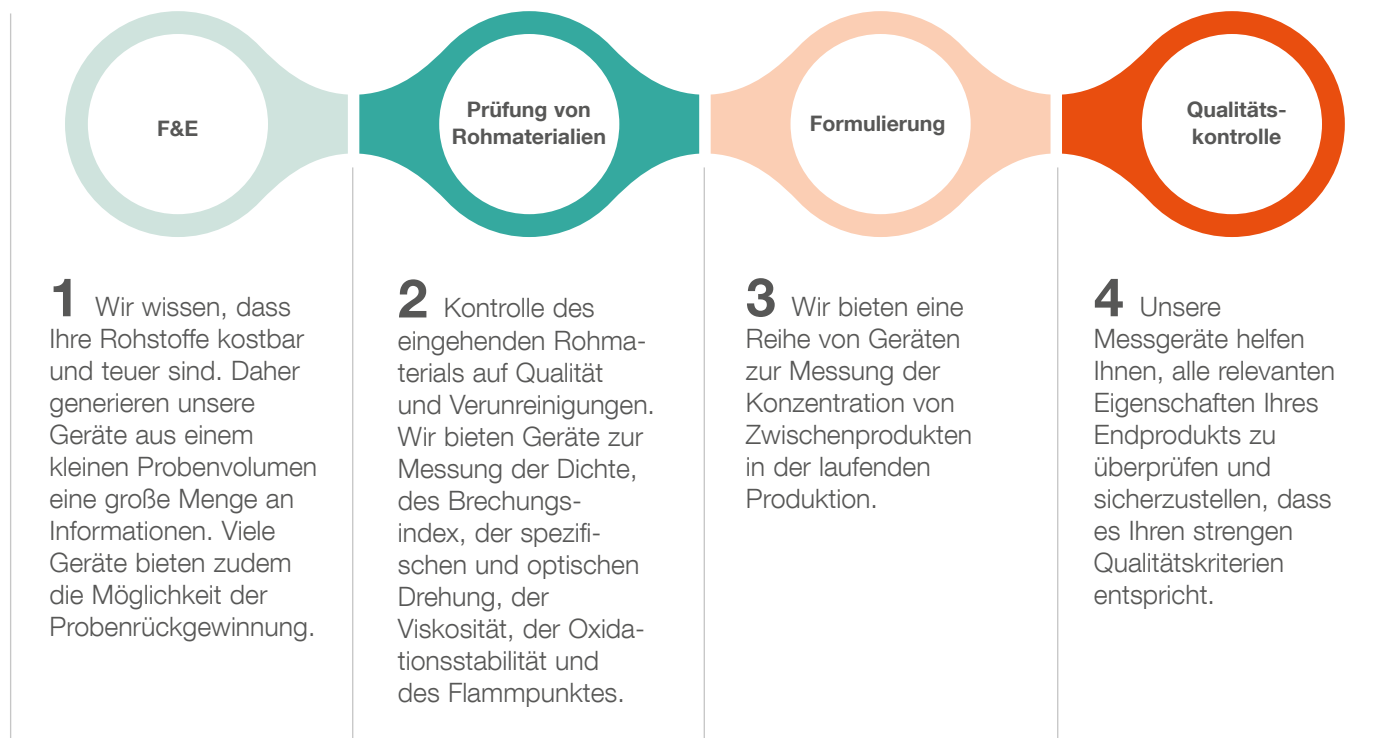 F&E
Prüfung von
Rohmaterialien
Formulierung
Qualitäts-
kontrolle
1 Wir wissen, dass
Ihre Rohstoffe kostbar
und teuer sind. Daher
generieren unsere
Geräte aus einem
kleinen Probenvolumen
eine große Menge an
Informationen. Viele
Geräte bieten zudem
die Möglichkeit der
Probenrückgewinnung.
2 Kontrolle des
eingehenden Rohma-
terials auf Qualität
und Verunreinigungen.
Wir bieten Geräte zur
Messung der Dichte,
des Brechungs-
index, der spezifi-
schen und optischen
Drehung, der
Viskosität, der Oxida-
tionsstabilität und
des Flammpunktes.
3 Wir bieten eine
Reihe von Geräten
zur Messung der
Konzentration von
Zwischenprodukten
in der laufenden
Produktion.
4 Unsere
Messgeräte helfen
Ihnen, alle relevanten
Eigenschaften Ihres
Endprodukts zu
überprüfen und
sicherzustellen, dass
es Ihren strengen
Qualitätskriterien
entspricht.